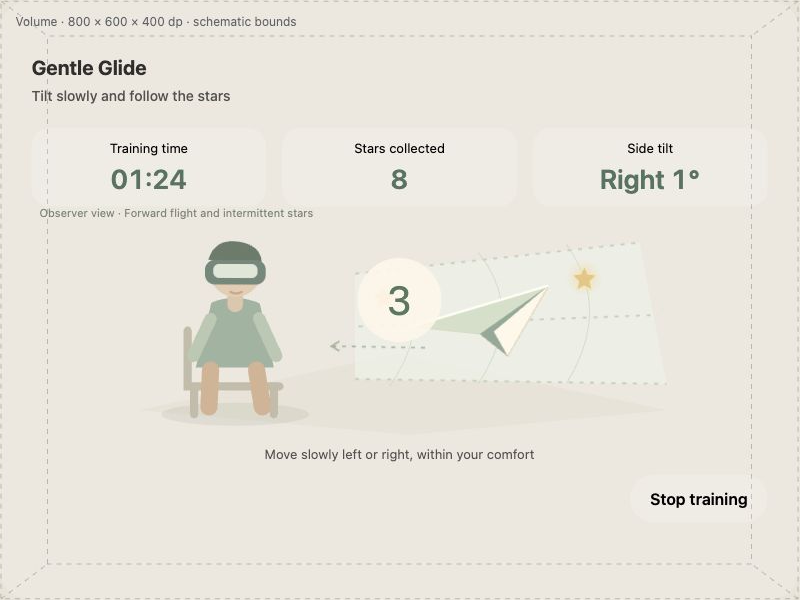 Volume · 800 × 600 × 400 dp · schematic bounds
Gentle Glide
Tilt slowly and follow the stars
Training time
01:24
Stars collected
8
Side tilt
Right 1°
Observer view · Forward flight and intermittent stars
3
Move slowly left or right, within your comfort
Stop training